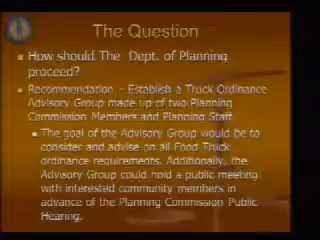 The Question
How should The Dept. of Planning
proceed?
Recommendation - Establish a Truck Ordinance
Advisory Group made up of two Planning
Commission Members and Planning Staff
The goal of the Advisory Group would be to
consider and advise on all Food Truck
ordinance requirements. Additionally, the
Advisory Group could hold a public meeting
with interested community members in
advance of the Planning Commission Public
Hearing.